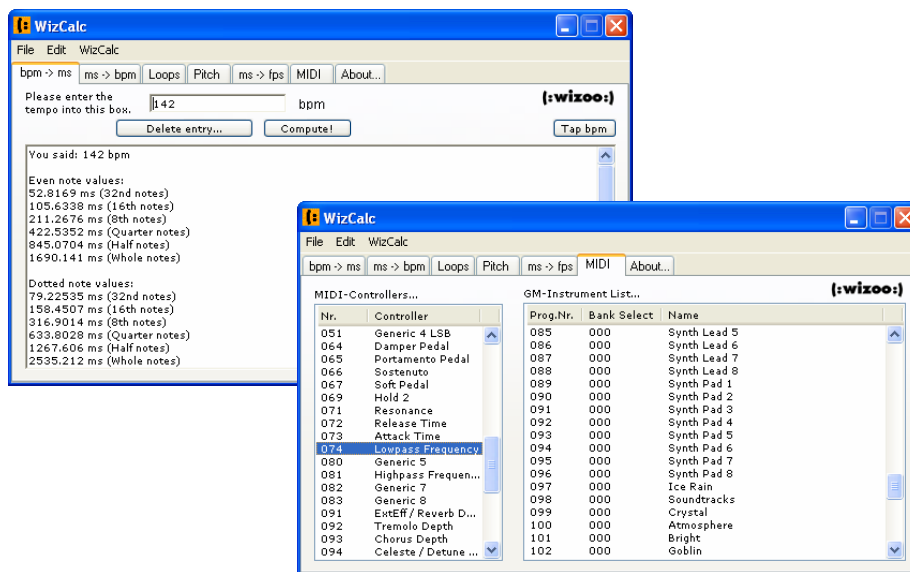 WizCalc
File Edit WizCalc
bpm -> ms ms -> bpm Loops Pitch ms -> fps MIDI About...
Please enter the
tempo into this box.
142
bpm
(:wizoo:)
Delete entry... Compute! Tap bpm
You said: 142 bpm
Even note values:
52.8169 ms (32nd notes)
105.6338 ms (16th notes)
211.2676 ms (8th notes)
422.5352 ms (Quarter notes)
845.0704 ms (Half notes)
1690.141 ms (Whole notes)
Dotted note values:
79.22535 ms (32nd notes)
158.4507 ms (16th notes)
316.9014 ms (8th notes)
633.8028 ms (Quarter notes)
1267.606 ms (Half notes)
2535.212 ms (Whole notes)
WizCalc
File Edit WizCalc
bpm -> ms ms -> bpm Loops Pitch ms -> fps MIDI About...
(:wizoo:)
MIDI-Controllers...
Nr. Controller
051 Generic 4 LSB
064 Damper Pedal
065 Portamento Pedal
066 Sostenuto
067 Soft Pedal
069 Hold 2
071 Resonance
072 Release Time
073 Attack Time
074 Lowpass Frequency
080 Generic 5
081 Highpass Frequen...
082 Generic 7
083 Generic 8
091 ExtEff / Reverb D...
092 Tremolo Depth
093 Chorus Depth
094 Celeste / Detune ...
GM-Instrument List...
Prog.Nr. Bank Select Name
085 000 Synth Lead 5
086 000 Synth Lead 6
087 000 Synth Lead 7
088 000 Synth Lead 8
089 000 Synth Pad 1
090 000 Synth Pad 2
091 000 Synth Pad 3
092 000 Synth Pad 4
093 000 Synth Pad 5
094 000 Synth Pad 6
095 000 Synth Pad 7
096 000 Synth Pad 8
097 000 Ice Rain
098 000 Soundtracks
099 000 Crystal
100 000 Atmosphere
101 000 Bright
102 000 Goblin